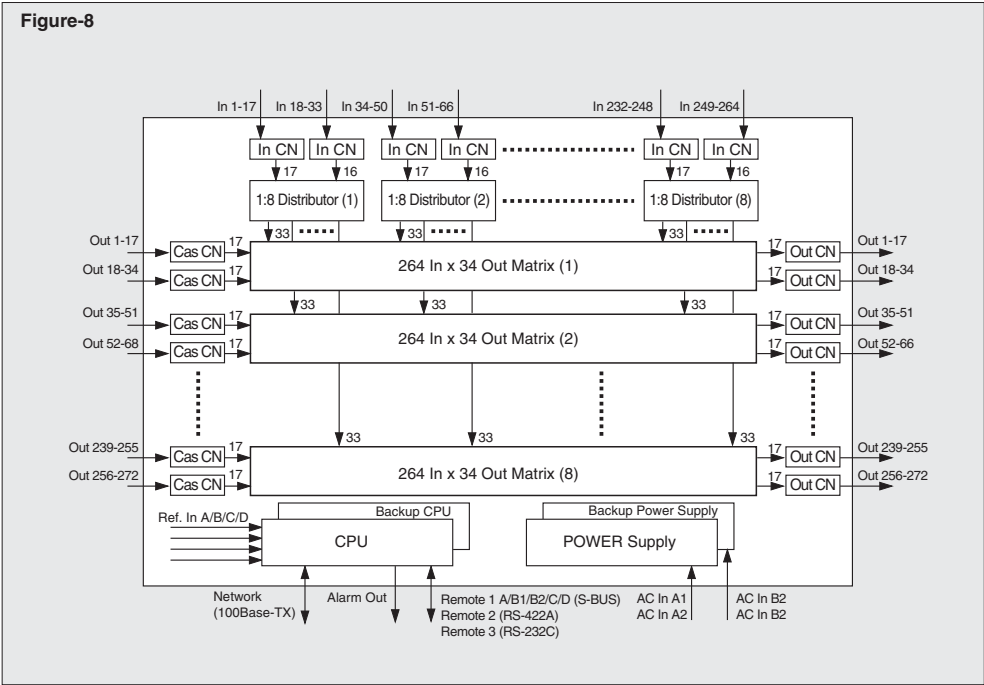 Figure-8
In 1-17 In 18-33 In 34-50 In 51-66 In 232-248 In 249-264
In CN In CN In CN In CN In CN In CN
17 16 17 16 17 16
1:8 Distributor (1) 1:8 Distributor (2) 1:8 Distributor (8)
33 33 33
Out 1-17 Cas CN 17 17 Out CN Out 1-17
264 In x 34 Out Matrix (1)
Out 18-34 Cas CN 17 17 Out CN Out 18-34
33 33 33
Out 35-51 Cas CN 17 17 Out CN Out 35-51
264 In x 34 Out Matrix (2)
Out 52-68 Cas CN 17 17 Out CN Out 52-66
33 33 33
Out 239-255 Cas CN 17 17 Out CN Out 239-255
264 In x 34 Out Matrix (8)
Out 256-272 Cas CN 17 17 Out CN Out 256-272
Backup CPU Backup Power Supply
Ref. In A/B/C/D
CPU POWER Supply
Network
(100Base-TX)
Alarm Out
Remote 1 A/B1/B2/C/D (S-BUS)
Remote 2 (RS-422A)
Remote 3 (RS-232C)
AC In A1
AC In A2
AC In B2
AC In B2